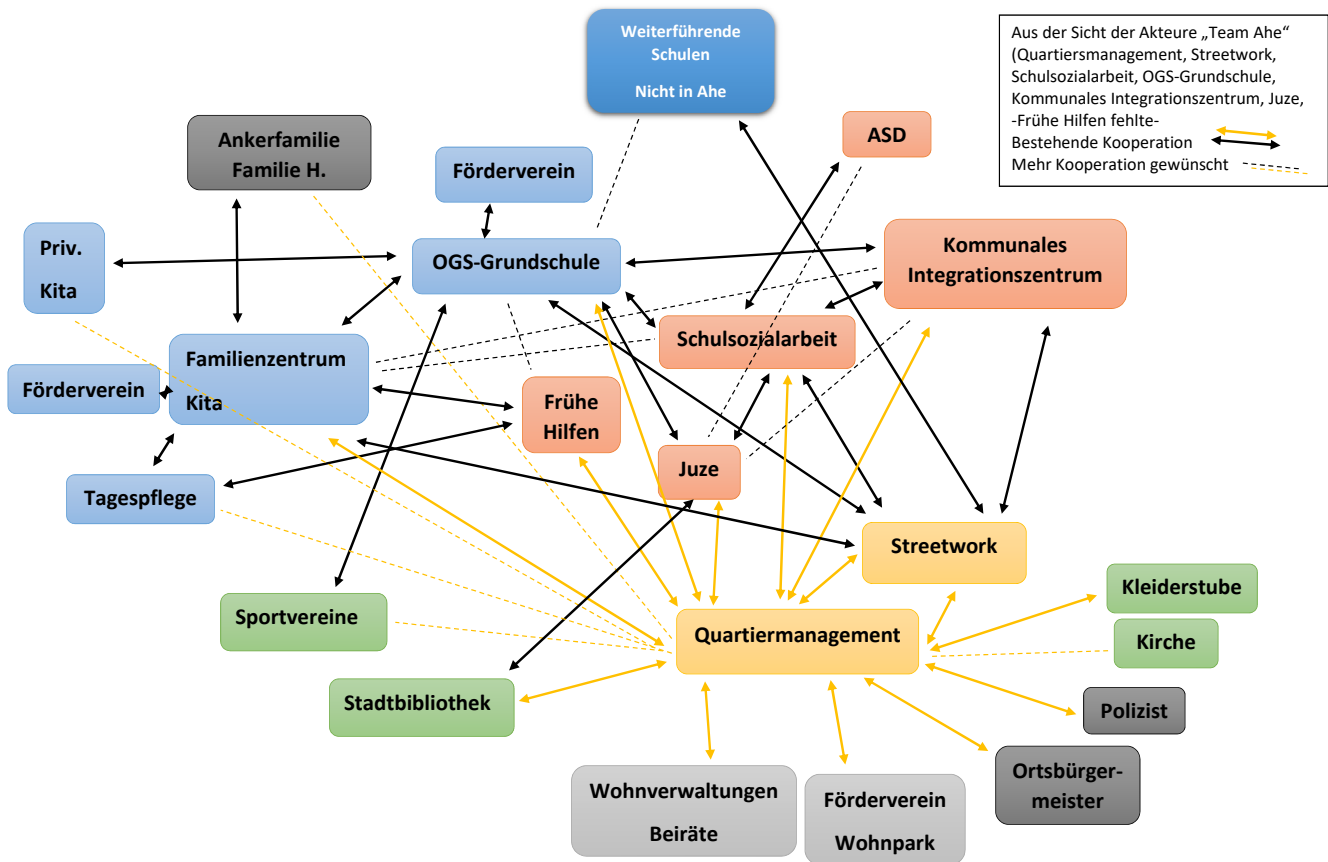 Weiterführende
Schulen
Nicht in Ahe
Aus der Sicht der Akteure „Team Ahe“
(Quartiersmanagement, Streetwork,
Schulsozialarbeit, OGS-Grundschule,
Kommunales Integrationszentrum, Juze,
-Frühe Hilfen fehlte-
Bestehende Kooperation
Mehr Kooperation gewünscht
Ankerfamilie
Familie H.
Förderverein
ASD
Priv.
Kita
OGS-Grundschule
Kommunales
Integrationszentrum
Familienzentrum
Kita
Schulsozialarbeit
Förderverein
Frühe
Hilfen
Juze
Tagespflege
Streetwork
Sportvereine
Quartiermanagement
Kleiderstube
Kirche
Stadtbibliothek
Polizist
Wohnverwaltungen
Beiräte
Förderverein
Wohnpark
Ortsbürger-
meister